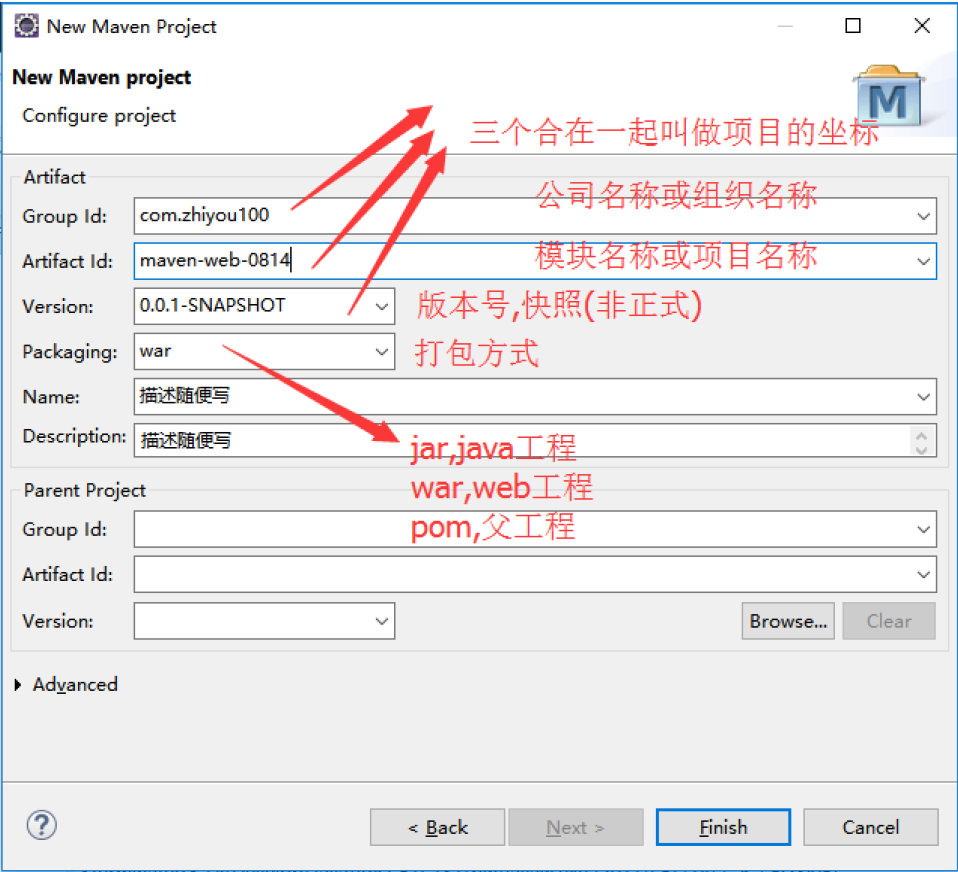 New Maven Project
New Maven project
Configure project
M
三个合在一起叫做项目的坐标
Artifact
Group Id: com.zhiyou100 公司名称或组织名称
Artifact Id: maven-web-0814 模块名称或项目名称
Version: 0.0.1-SNAPSHOT 版本号,快照(非正式)
Packaging: war 打包方式
Name: 描述随便写
Description: 描述随便写
jar,java工程
war,web工程
Parent Project
pom,父工程
Group Id:
Artifact Id:
Version: Browse... Clear
Advanced
? < Back Next > Finish Cancel